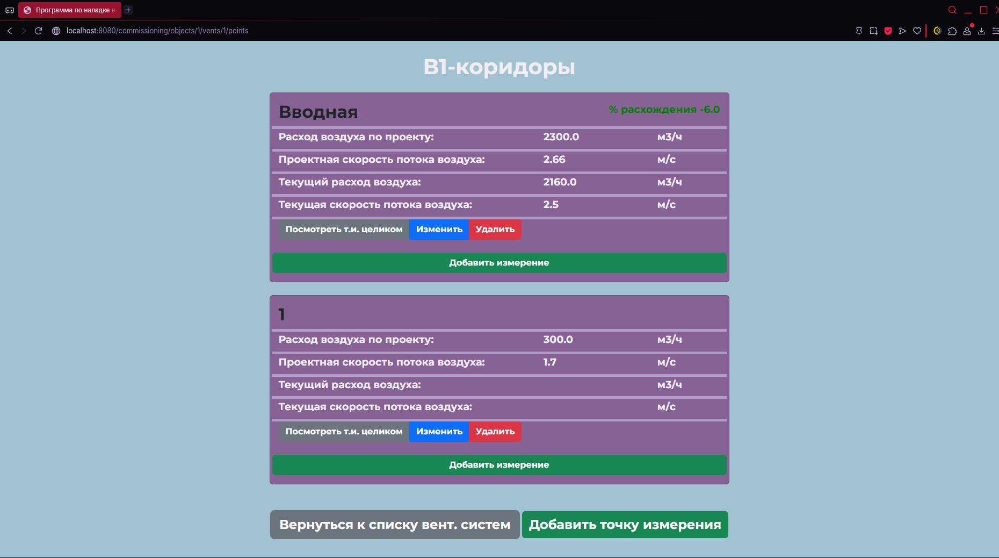 Программа по наладке
localhost:8080/commissioning/objects/1/vents/1/points
В1-коридоры
Вводная
% расхождения -6.0
Расход воздуха по проекту: 2300.0 м3/ч
Проектная скорость потока воздуха: 2.66 м/с
Текущий расход воздуха: 2160.0 м3/ч
Текущая скорость потока воздуха: 2.5 м/с
Посмотреть т.и. целиком Изменить Удалить
Добавить измерение
1
Расход воздуха по проекту: 300.0 м3/ч
Проектная скорость потока воздуха: 1.7 м/с
Текущий расход воздуха: м3/ч
Текущая скорость потока воздуха: м/с
Посмотреть т.и. целиком Изменить Удалить
Добавить измерение
Вернуться к списку вент. систем Добавить точку измерения